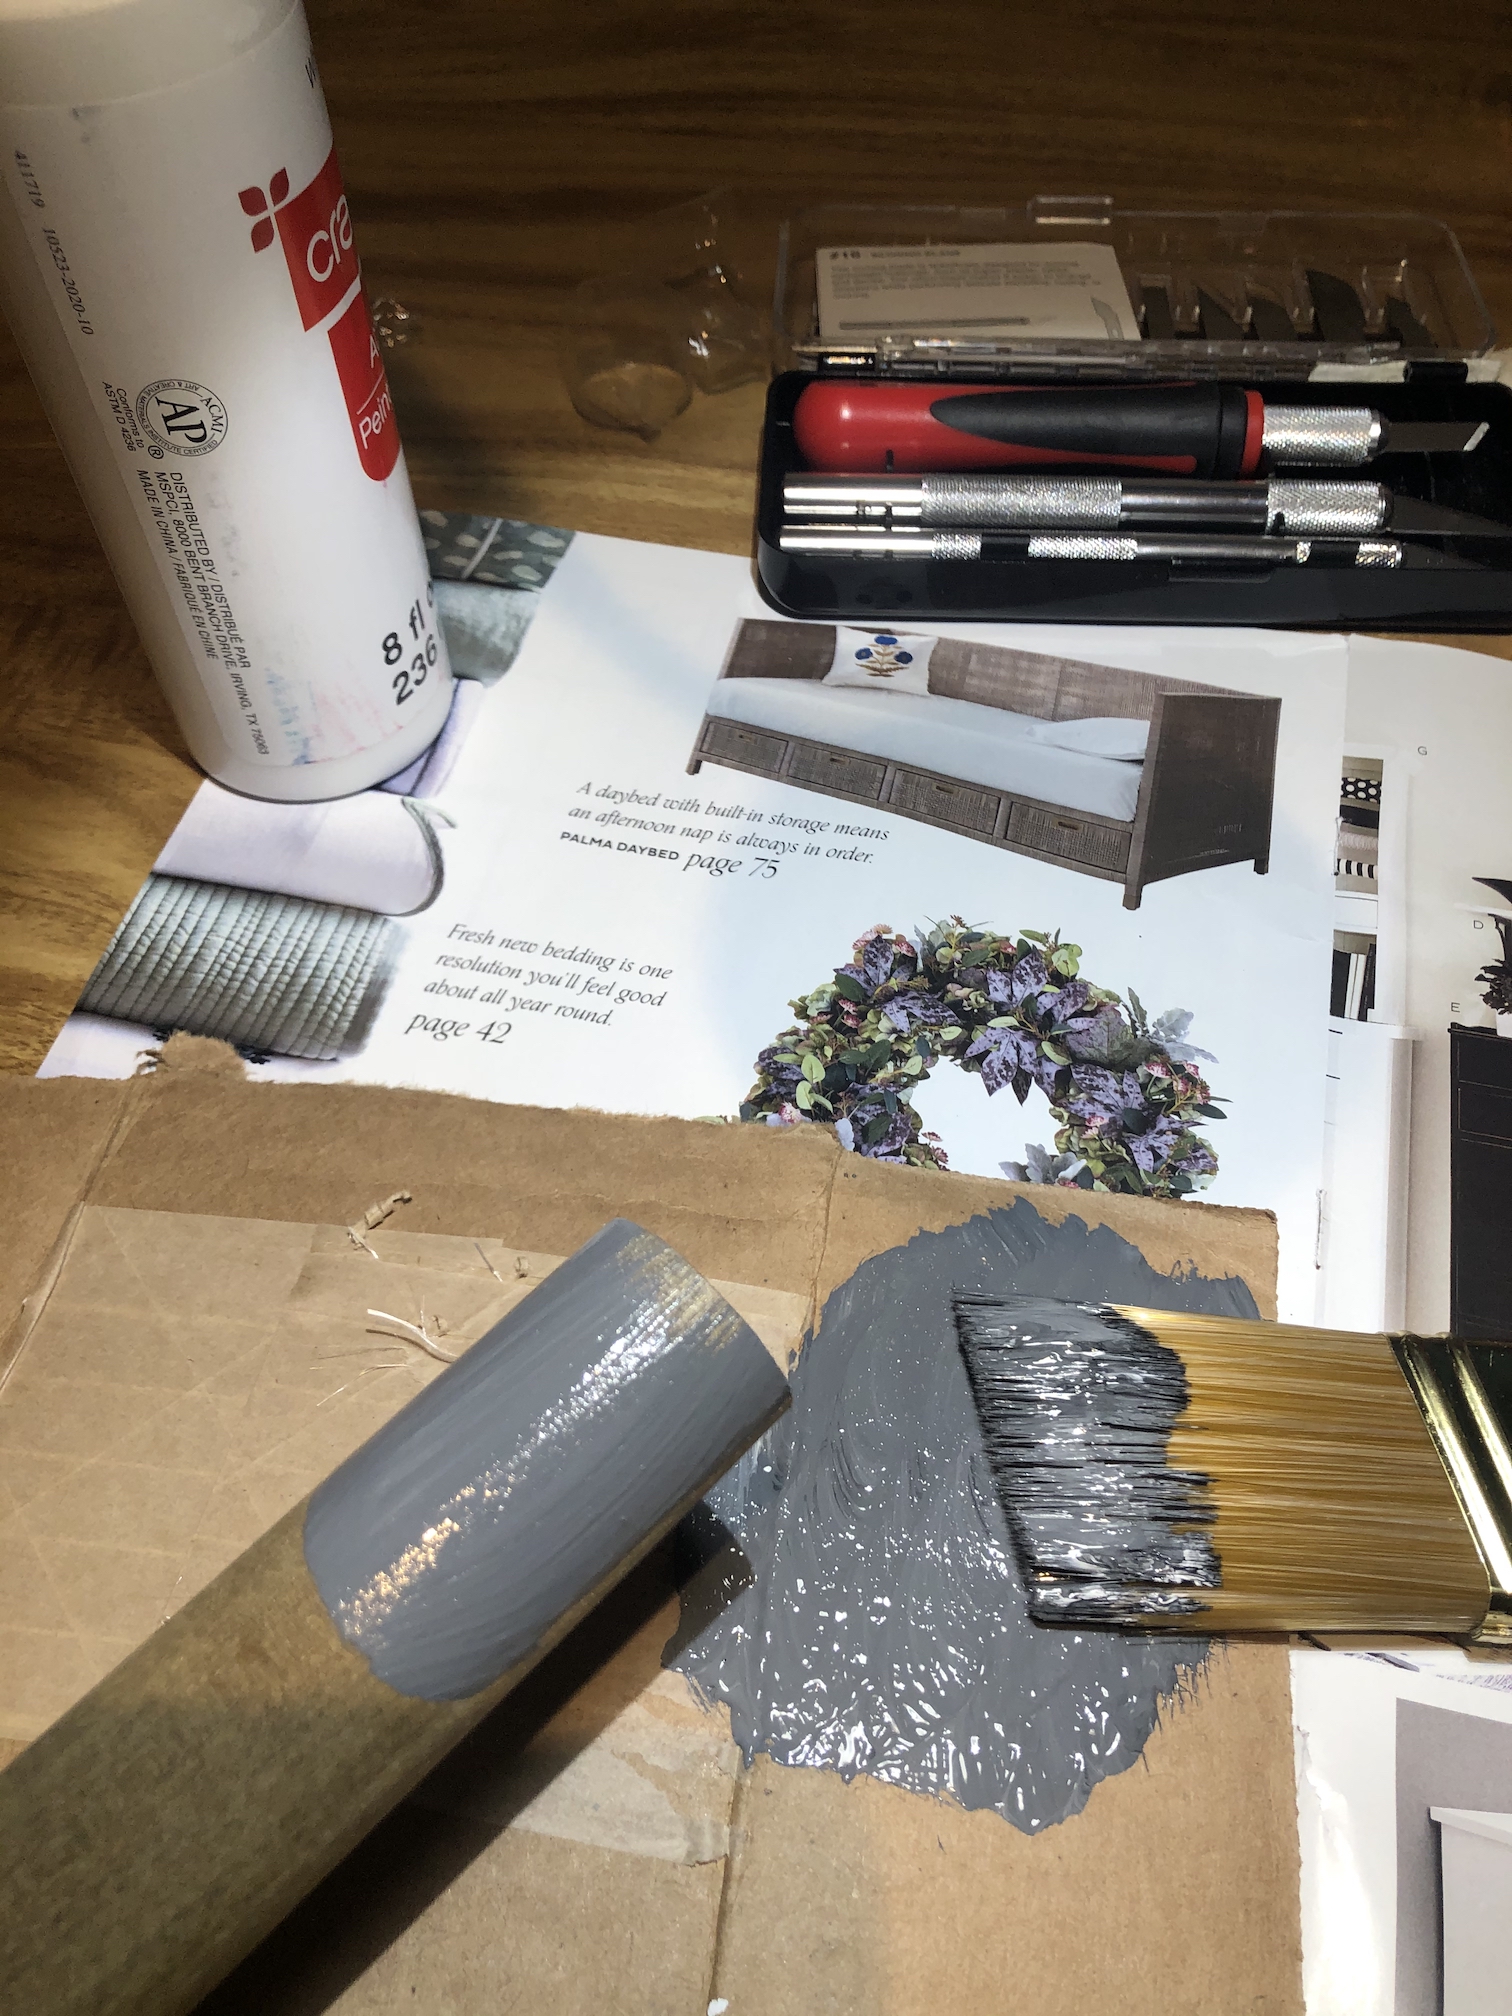 411719 10523-2020-10
cra
A
Pein
ACMI
AP
ART & CREATIVE MATERIALS INSTITUTE CERTIFIED
®
Conforms to
ASTM D 4236
DISTRIBUTED BY / DISTRIBUÉ PAR
MSPCI, 8000 BENT BRANCH DRIVE, IRVING, TX 75063
MADE IN CHINA / FABRIQUÉ EN CHINE
8 fl
236
A daybed with built-in storage means
an afternoon nap is always in order.
PALMA DAYBED page 75
Fresh new bedding is one
resolution you'll feel good
about all year round.
page 42
G
D
E